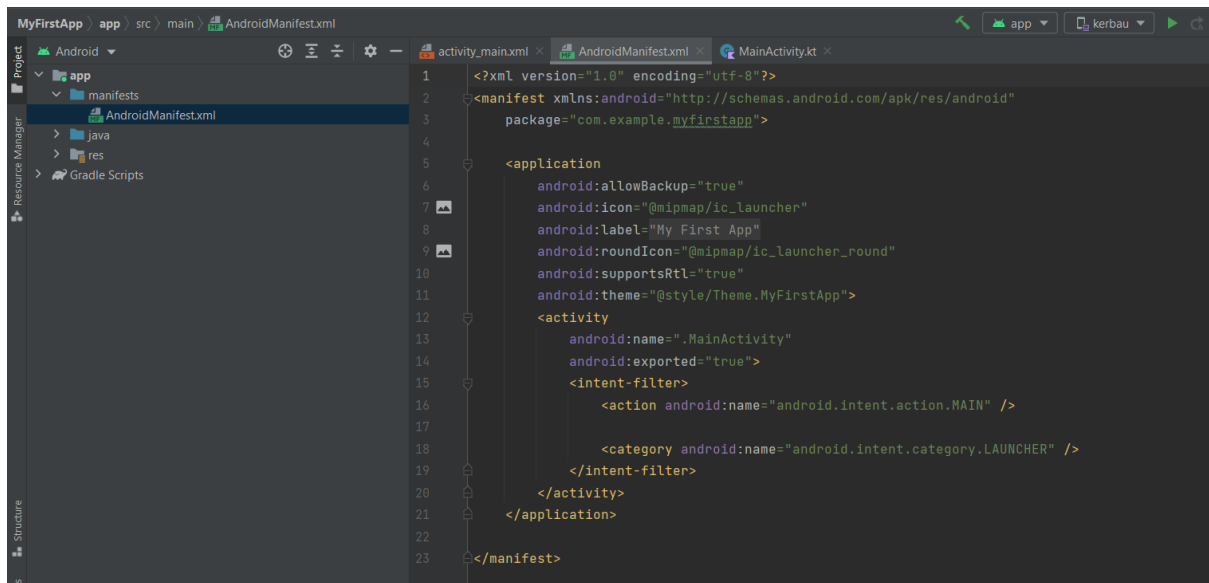 MyFirstApp 〉 app 〉 src 〉 main 〉 AndroidManifest.xml
app
kerbau
Project
Android
activity_main.xml
AndroidManifest.xml
MainActivity.kt
app
manifests
AndroidManifest.xml
java
res
Gradle Scripts
Resource Manager
Structure
1 <?xml version="1.0" encoding="utf-8"?>
2 <manifest xmlns:android="http://schemas.android.com/apk/res/android"
3 package="com.example.myfirstapp">
4
5 <application
6 android:allowBackup="true"
7 android:icon="@mipmap/ic_launcher"
8 android:label="My First App"
9 android:roundIcon="@mipmap/ic_launcher_round"
10 android:supportsRtl="true"
11 android:theme="@style/Theme.MyFirstApp">
12 <activity
13 android:name=".MainActivity"
14 android:exported="true">
15 <intent-filter>
16 <action android:name="android.intent.action.MAIN" />
17
18 <category android:name="android.intent.category.LAUNCHER" />
19 </intent-filter>
20 </activity>
21 </application>
22
23 </manifest>